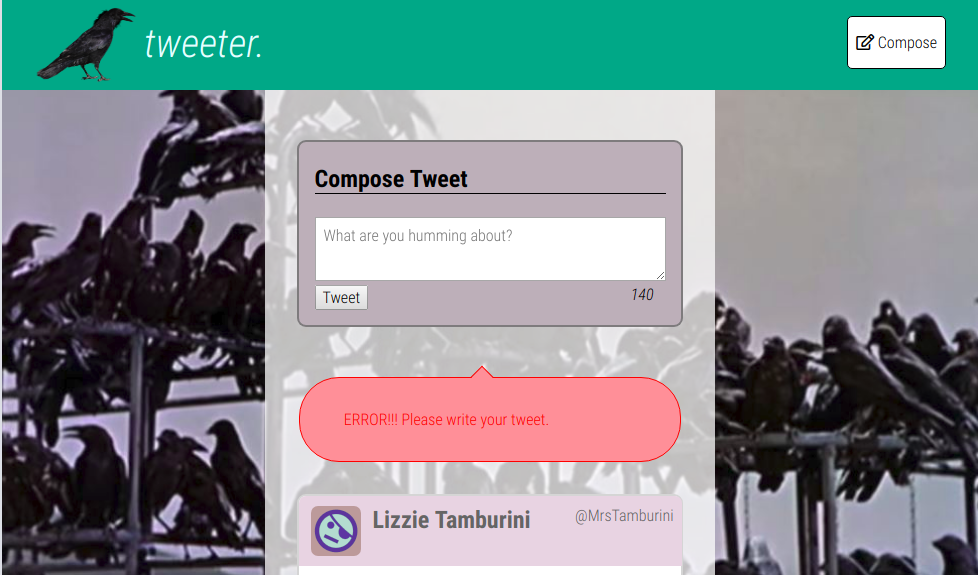 tweeter.
Compose
Compose Tweet
What are you humming about?
Tweet
140
ERROR!!! Please write your tweet.
Lizzie Tamburini
@MrsTamburini